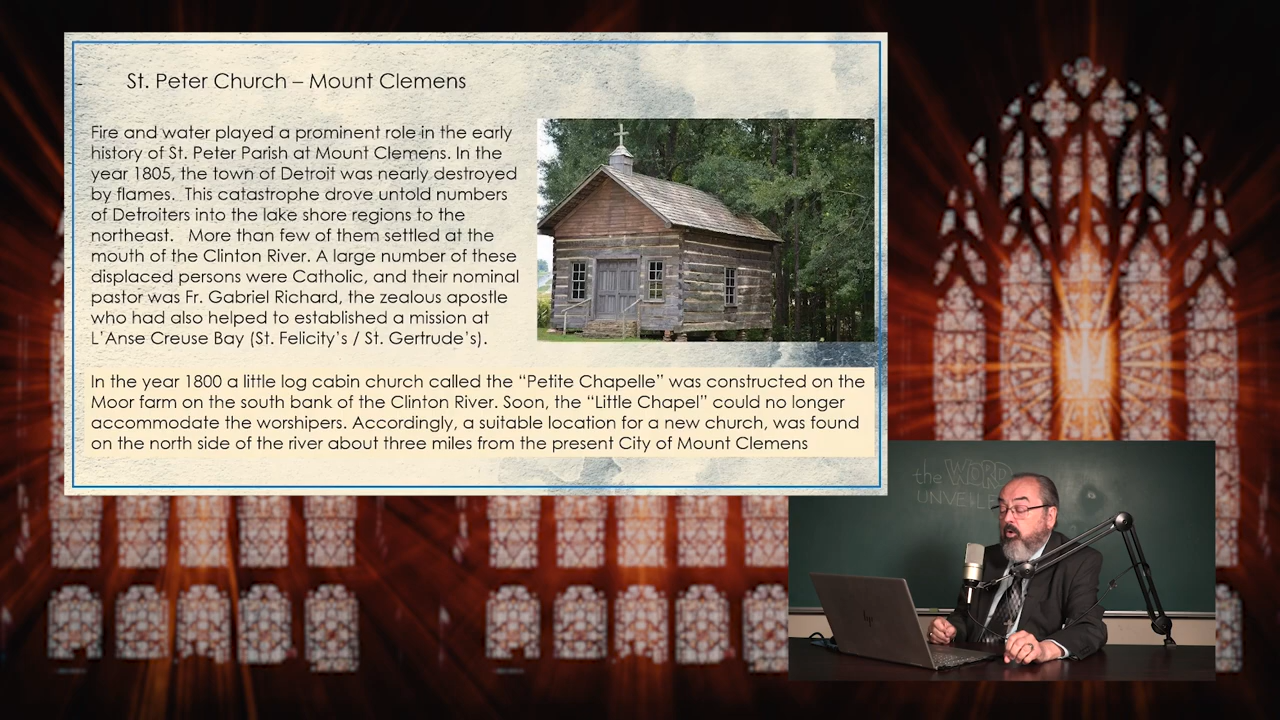 St. Peter Church – Mount Clemens
Fire and water played a prominent role in the early
history of St. Peter Parish at Mount Clemens. In the
year 1805, the town of Detroit was nearly destroyed
by flames.  This catastrophe drove untold numbers
of Detroiters into the lake shore regions to the
northeast.   More than few of them settled at the
mouth of the Clinton River. A large number of these
displaced persons were Catholic, and their nominal
pastor was Fr. Gabriel Richard, the zealous apostle
who had also helped to established a mission at
L’Anse Creuse Bay (St. Felicity’s / St. Gertrude’s).
In the year 1800 a little log cabin church called the “Petite Chapelle” was constructed on the
Moor farm on the south bank of the Clinton River. Soon, the “Little Chapel” could no longer
accommodate the worshipers. Accordingly, a suitable location for a new church, was found
on the north side of the river about three miles from the present City of Mount Clemens
the WORD
hp